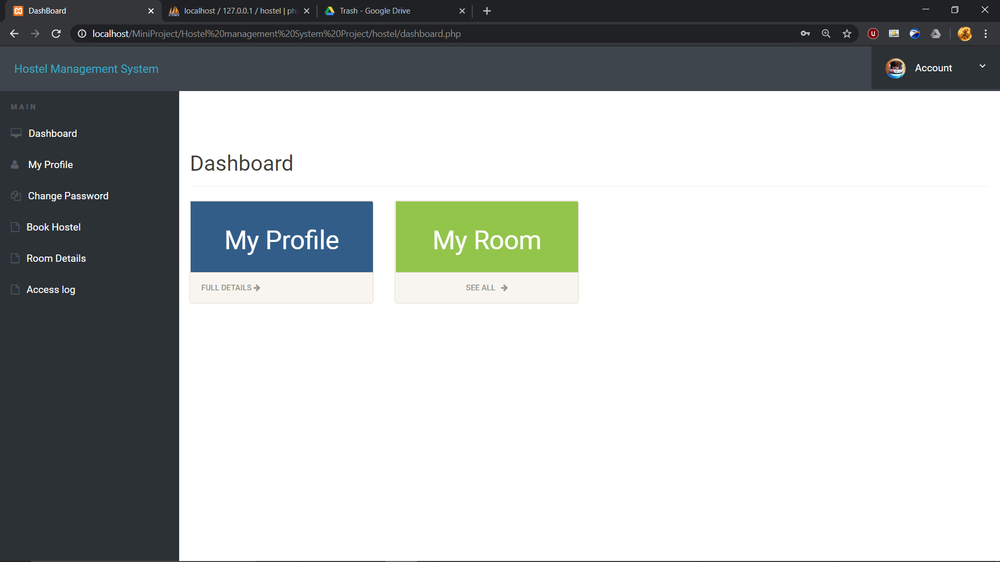 DashBoard
localhost / 127.0.0.1 / hostel | php
Trash - Google Drive
localhost/MiniProject/Hostel%20management%20System%20Project/hostel/dashboard.php
Hostel Management System
Account
MAIN
Dashboard
My Profile
Change Password
Book Hostel
Room Details
Access log
Dashboard
My Profile
FULL DETAILS
My Room
SEE ALL